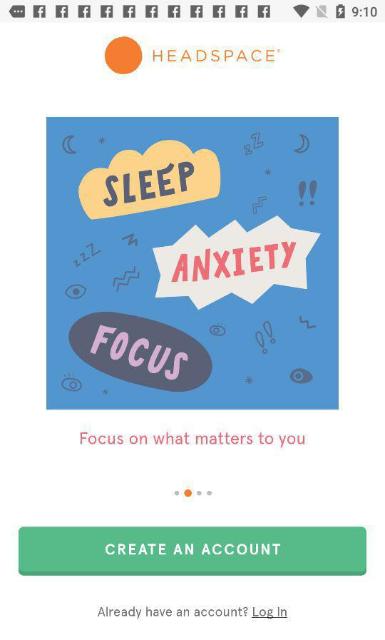 9:10
HEADSPACE
SLEEP
ANXIETY
FOCUS
Focus on what matters to you
CREATE AN ACCOUNT
Already have an account? Log In